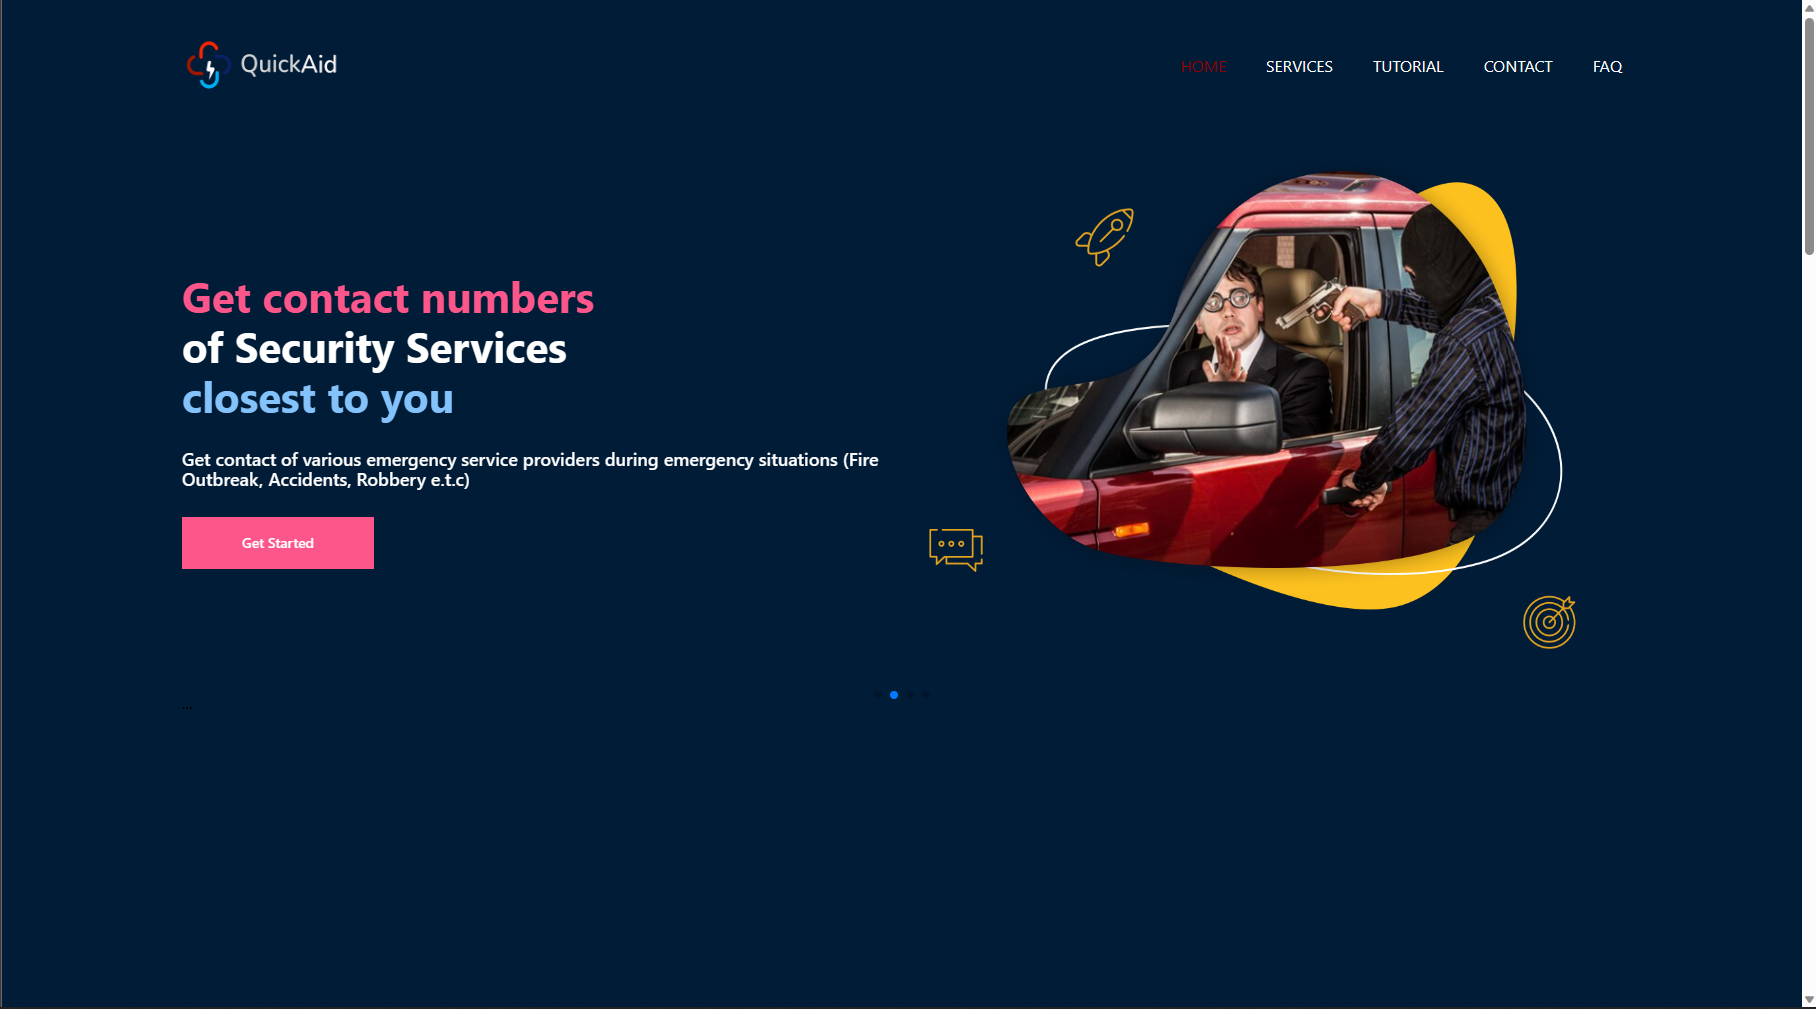 QuickAid
HOME SERVICES TUTORIAL CONTACT FAQ
Get contact numbers
of Security Services
closest to you
Get contact of various emergency service providers during emergency situations (Fire
Outbreak, Accidents, Robbery e.t.c)
Get Started
...